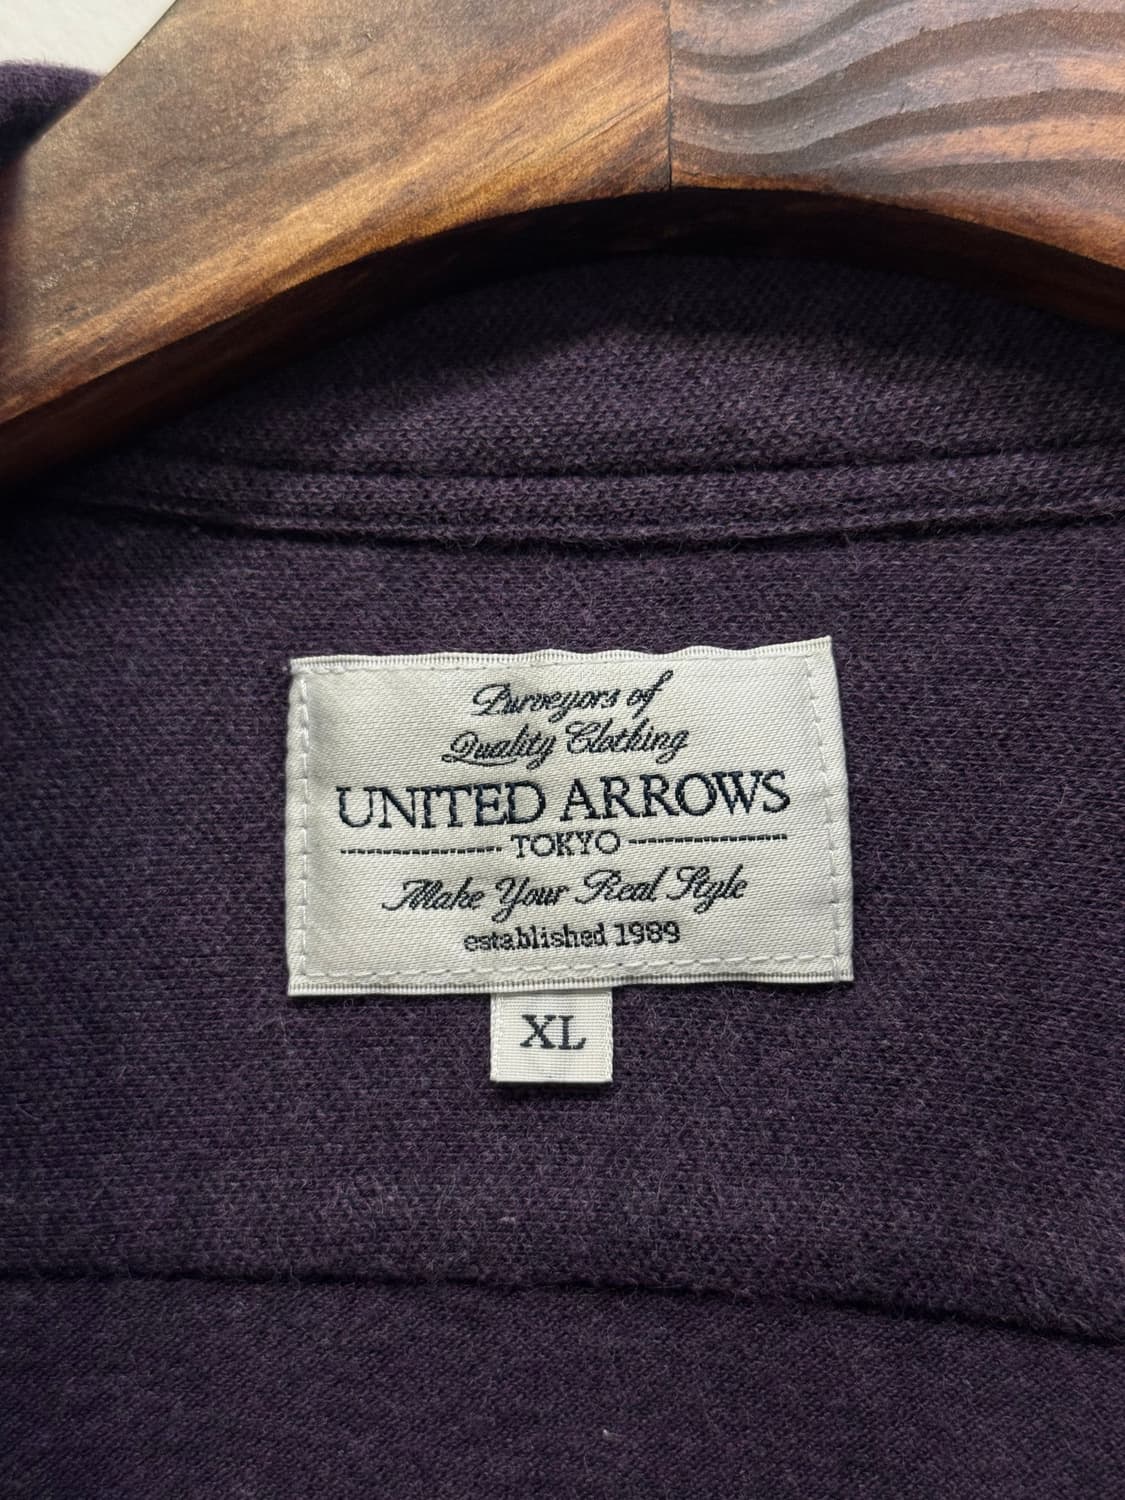 Purveyors of
Quality Clothing
UNITED ARROWS
TOKYO
Make Your Real Style
established 1989
XL